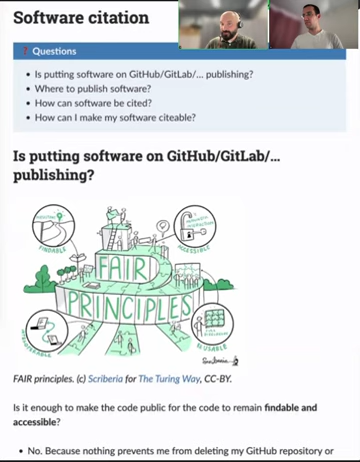 Software citation
❓ Questions
• Is putting software on GitHub/GitLab/... publishing?
• Where to publish software?
• How can software be cited?
• How can I make my software citeable?
Is putting software on GitHub/GitLab/...
publishing?
FINDABLE
ACCESSIBLE
FAIR
PRINCIPLES
REUSABLE
Scriberia
FAIR principles. (c) Scriberia for The Turing Way, CC-BY.
Is it enough to make the code public for the code to remain findable and
accessible?
• No. Because nothing prevents me from deleting my GitHub repository or